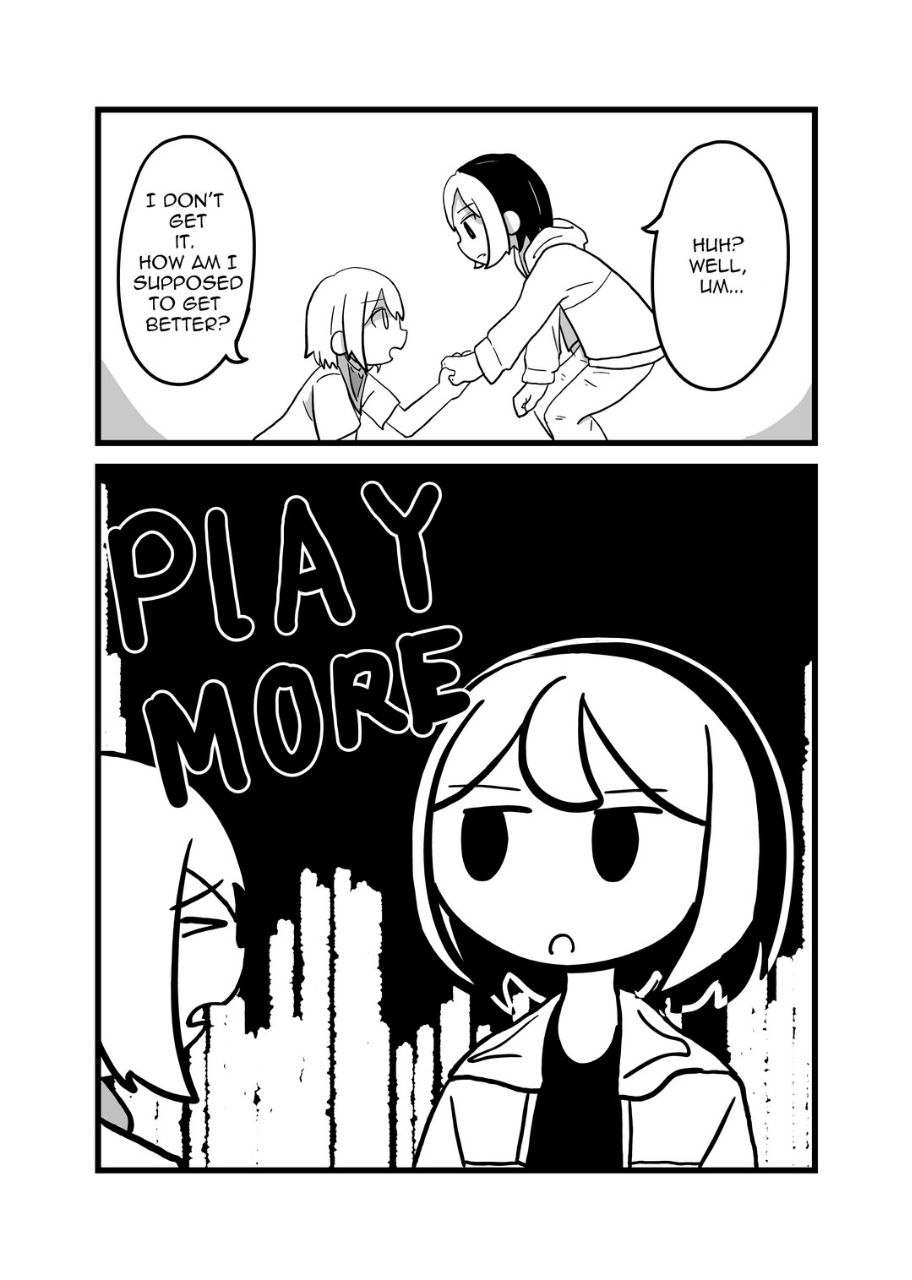 I DON'T
GET
IT.
HOW AM I
SUPPOSED
TO GET
BETTER?
HUH?
WELL,
UM...
PlAY
MORE